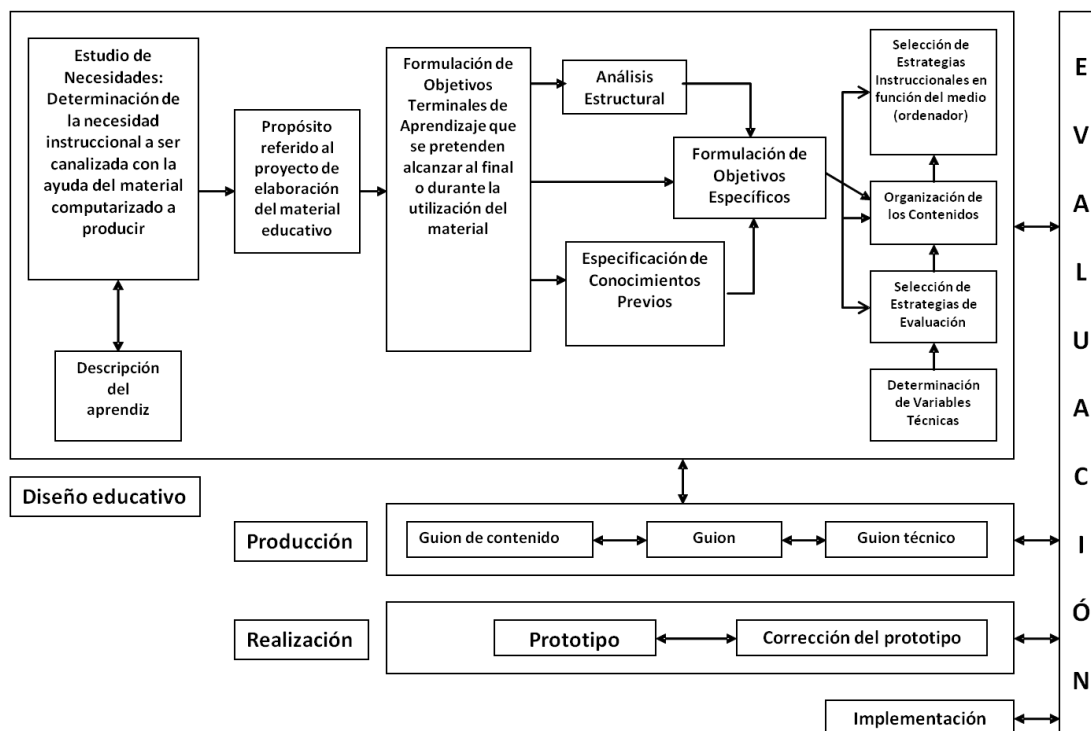 Estudio de
Necesidades:
Determinación de
la necesidad
instruccional a ser
canalizada con la
ayuda del material
computarizado a
producir
Descripción
del
aprendiz
Propósito
referido al
proyecto de
elaboración
del material
educativo
Formulación de
Objetivos
Terminales de
Aprendizaje que
se pretenden
alcanzar al final
o durante la
utilización del
material
Análisis
Estructural
Especificación de
Conocimientos
Previos
Formulación de
Objetivos
Específicos
Selección de
Estrategias
Instruccionales en
función del medio
(ordenador)
Organización de
los Contenidos
Selección de
Estrategias de
Evaluación
Determinación
de Variables
Técnicas
Diseño educativo
Producción
Guion de contenido
Guion
Guion técnico
Realización
Prototipo
Corrección del prototipo
Implementación
E
V
A
L
U
A
C
I
Ó
N